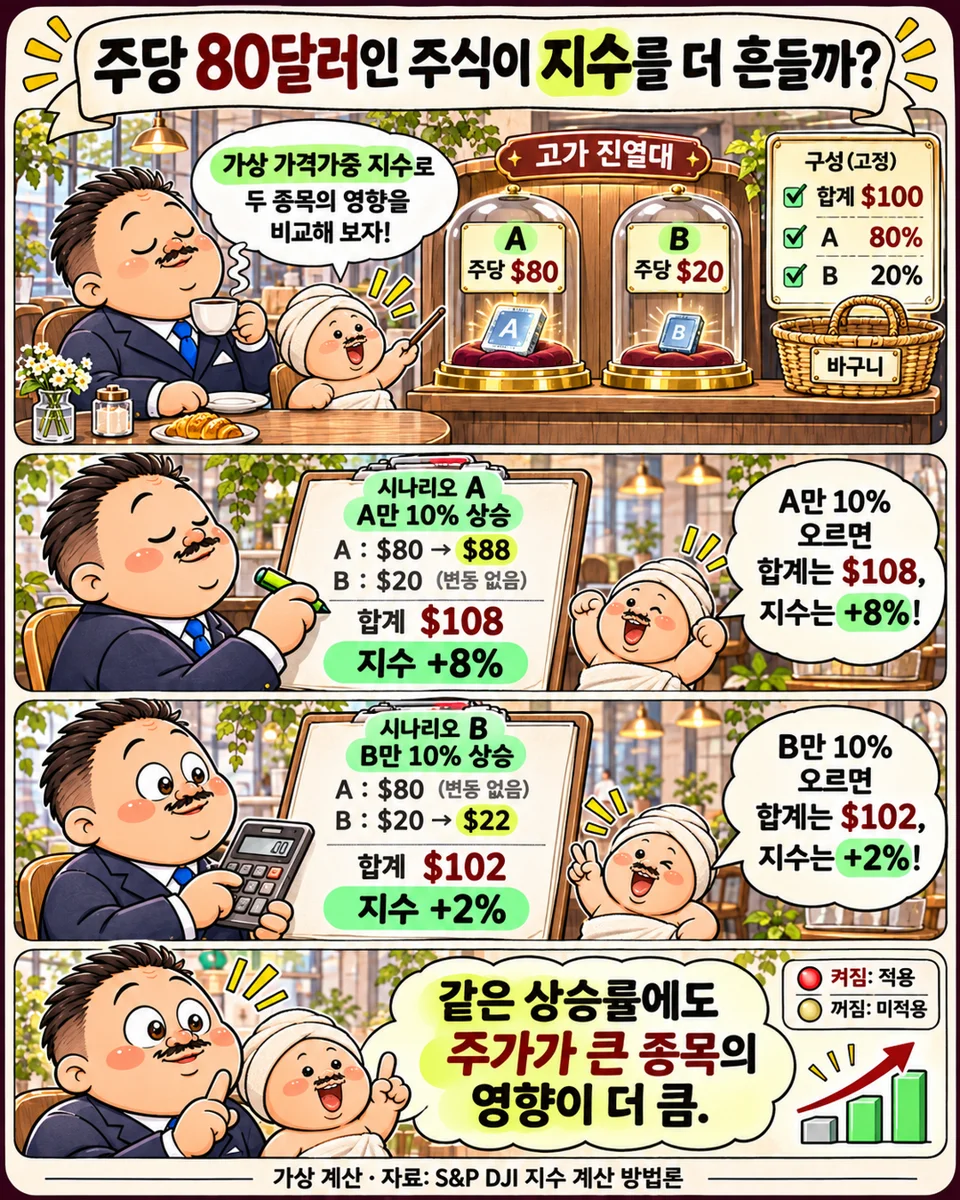 주당 80달러인 주식이 지수를 더 흔들까?
가상 가격가중 지수로
두 종목의 영향을
비교해 보자!
고가 진열대
A
주당 $80
A
B
주당 $20
B
구성 (고정)
합계 $100
A 80%
B 20%
바구니
시나리오 A
A만 10% 상승
A : $80 → $88
B : $20 (변동 없음)
합계 $108
지수 +8%
A만 10%
오르면
합계는 $108,
지수는 +8%!
시나리오 B
B만 10% 상승
A : $80 (변동 없음)
B : $20 → $22
합계 $102
지수 +2%
B만 10%
오르면
합계는 $102,
지수는 +2%!
같은 상승률에도
주가가 큰 종목의
영향이 더 큼.
켜짐: 적용
꺼짐: 미적용
가상 계산 · 자료: S&P DJI 지수 계산 방법론